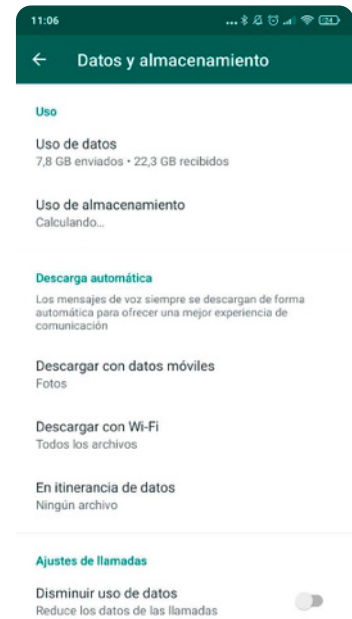 11:06
24
Datos y almacenamiento
Uso
Uso de datos
7,8 GB enviados • 22,3 GB recibidos
Uso de almacenamiento
Calculando…
Descarga automática
Los mensajes de voz siempre se descargan de forma
automática para ofrecer una mejor experiencia de
comunicación
Descargar con datos móviles
Fotos
Descargar con Wi-Fi
Todos los archivos
En itinerancia de datos
Ningún archivo
Ajustes de llamadas
Disminuir uso de datos
Reduce los datos de las llamadas